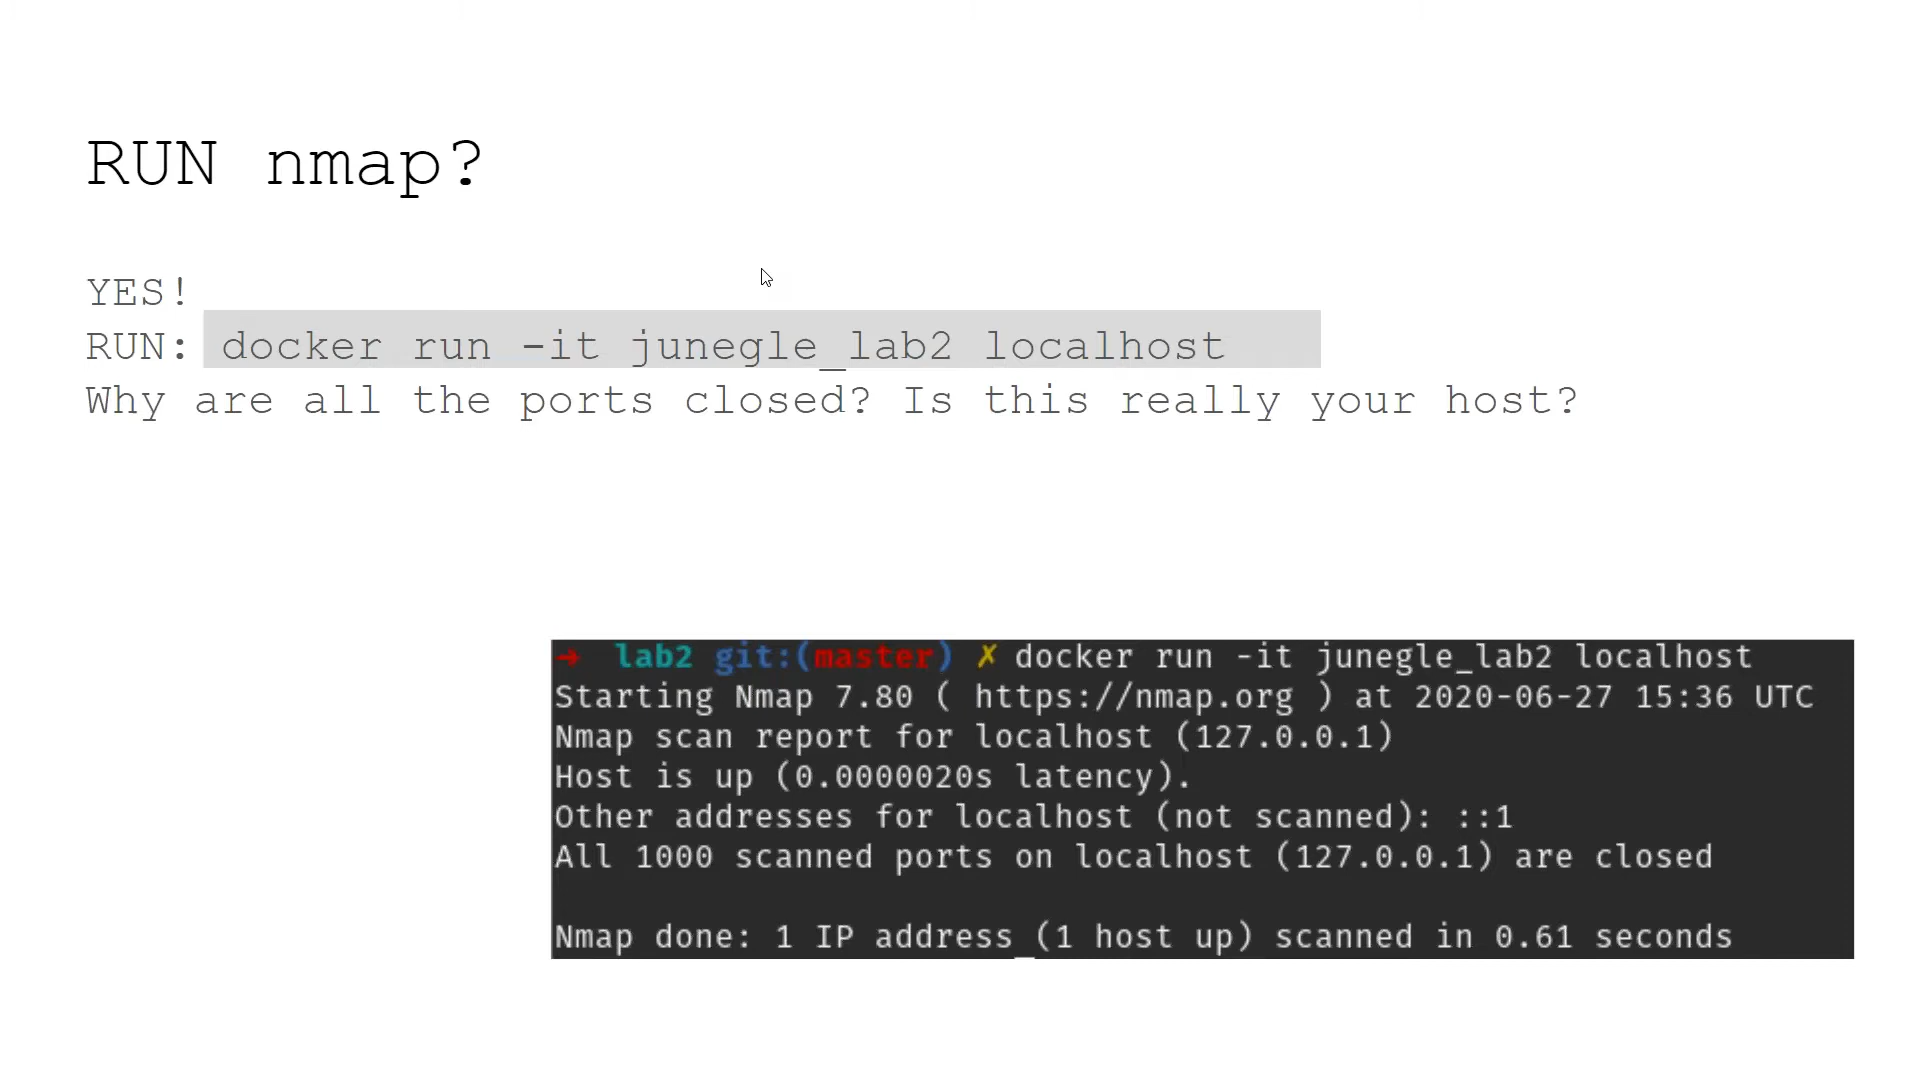 RUN nmap?
YES!
RUN: docker run -it junegle_lab2 localhost
Why are all the ports closed? Is this really your host?
→ lab2 git:(master) ✗ docker run -it junegle_lab2 localhost
Starting Nmap 7.80 ( https://nmap.org ) at 2020-06-27 15:36 UTC
Nmap scan report for localhost (127.0.0.1)
Host is up (0.0000020s latency).
Other addresses for localhost (not scanned): ::1
All 1000 scanned ports on localhost (127.0.0.1) are closed
Nmap done: 1 IP address (1 host up) scanned in 0.61 seconds